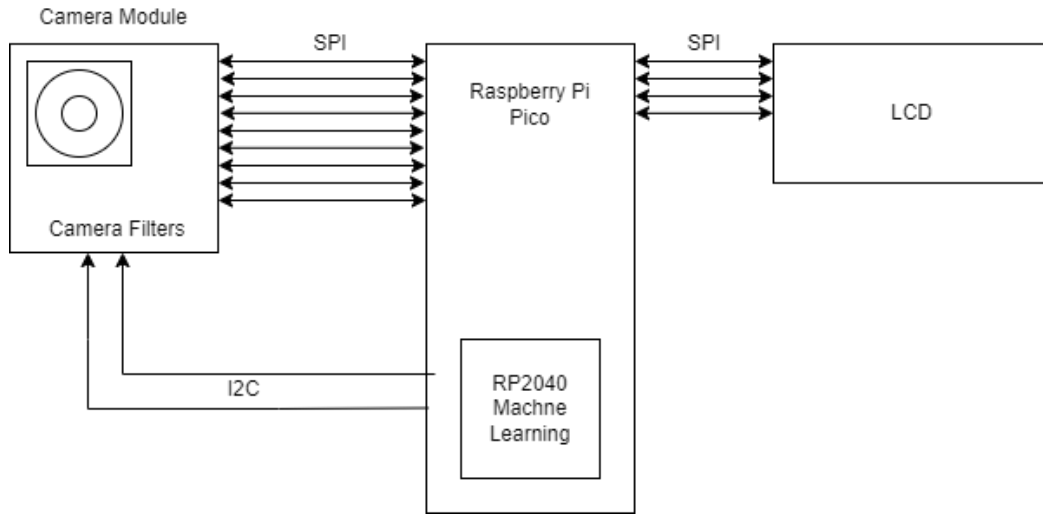 Camera Module
SPI
SPI
Raspberry Pi
Pico
LCD
Camera Filters
I2C
RP2040
Machne
Learning